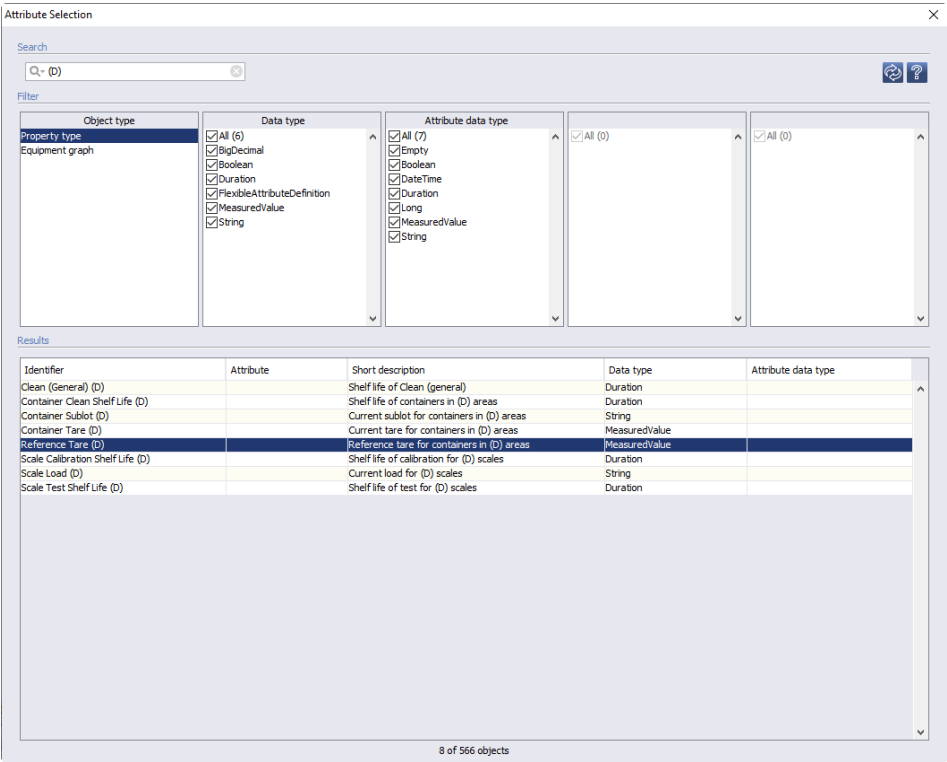 Attribute Selection
Search
(D)
Filter
Object type Data type Attribute data type
Property type All (6) All (7) All (0) All (0)
Equipment graph BigDecimal Empty
Boolean Boolean
Duration DateTime
FlexibleAttributeDefinition Duration
MeasuredValue Long
String MeasuredValue
String
Results
Identifier Attribute Short description Data type Attribute data type
Clean (General) (D) Shelf life of Clean (general) Duration
Container Clean Shelf Life (D) Shelf life of containers in (D) areas Duration
Container Sublot (D) Current sublot for containers in (D) areas String
Container Tare (D) Current tare for containers in (D) areas MeasuredValue
Reference Tare (D) Reference tare for containers in (D) areas MeasuredValue
Scale Calibration Shelf Life (D) Shelf life of calibration for (D) scales Duration
Scale Load (D) Current load for (D) scales String
Scale Test Shelf Life (D) Shelf life of test for (D) scales Duration
8 of 566 objects